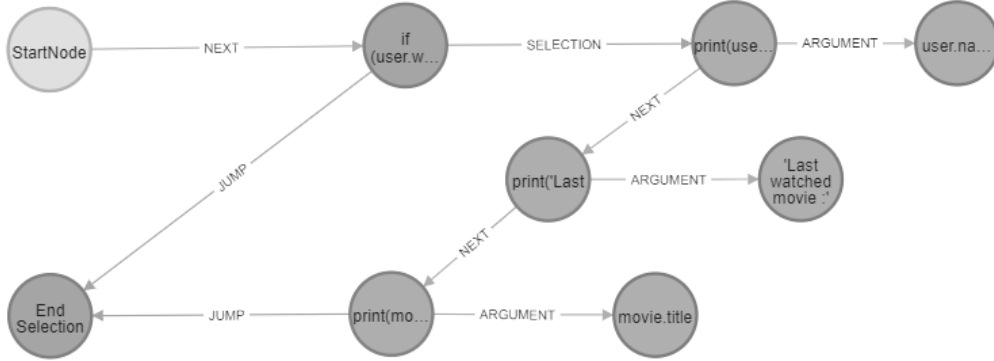 StartNode
NEXT
if
(user.w...
SELECTION
print(use...
ARGUMENT
user.na...
NEXT
JUMP
print('Last
ARGUMENT
'Last
watched
movie :'
NEXT
End
Selection
JUMP
print(mo...
ARGUMENT
movie.title